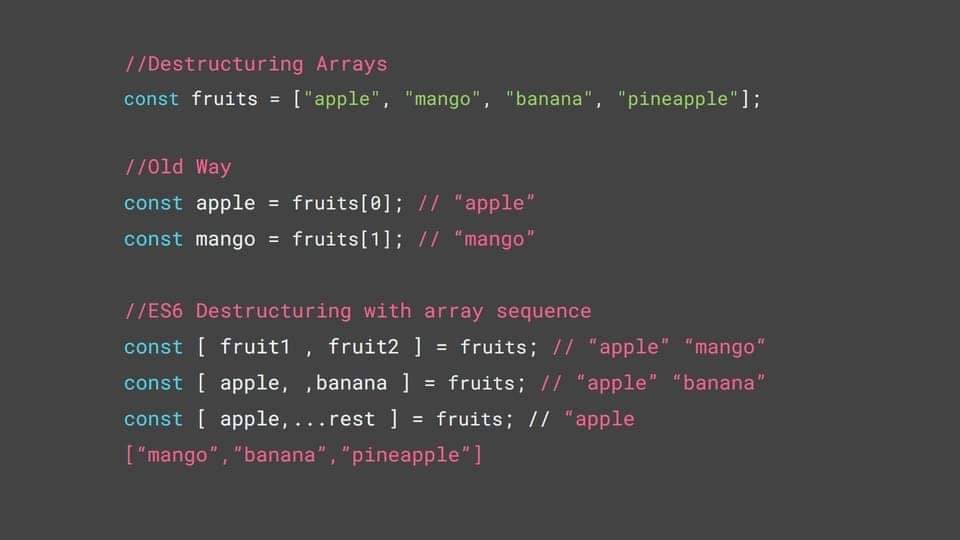 //Destructuring Arrays
const fruits = ["apple", "mango", "banana", "pineapple"];
//Old Way
const apple = fruits[0]; // “apple”
const mango = fruits[1]; // “mango”
//ES6 Destructuring with array sequence
const [ fruit1 , fruit2 ] = fruits; // “apple” “mango“
const [ apple, ,banana ] = fruits; // “apple” “banana”
const [ apple,...rest ] = fruits; // “apple
[“mango”,”banana”,”pineapple”]